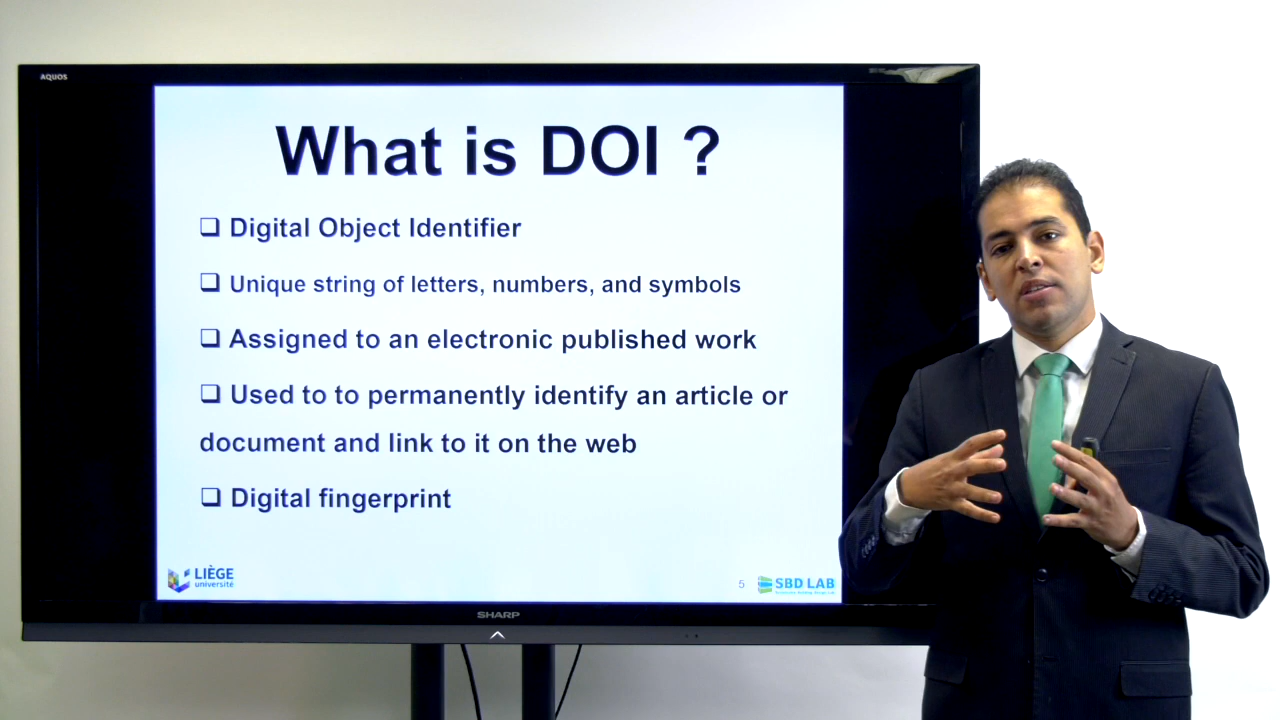 AQUOS
What is DOI ?
❑ Digital Object Identifier
❑ Unique string of letters, numbers, and symbols
❑ Assigned to an electronic published work
❑ Used to to permanently identify an article or
document and link to it on the web
❑ Digital fingerprint
LIÈGE
université
5
SBD LAB
SHARP